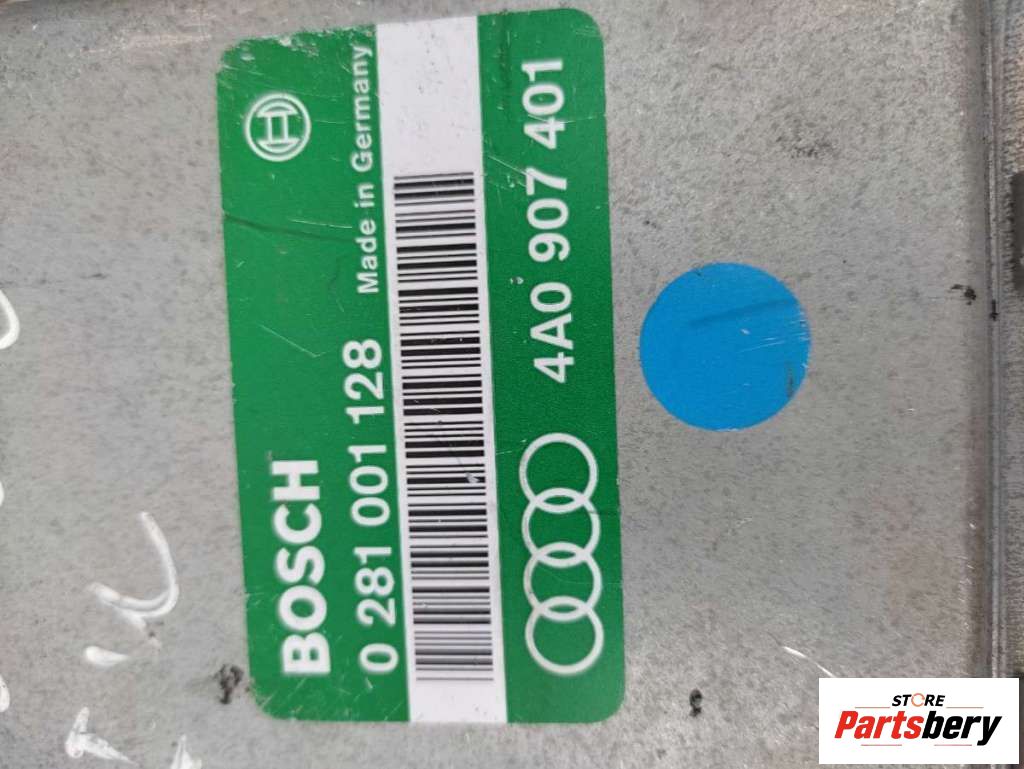 BOSCH
0 281 001 128
Made in Germany
4A0 907 401
STORE
Partsbery